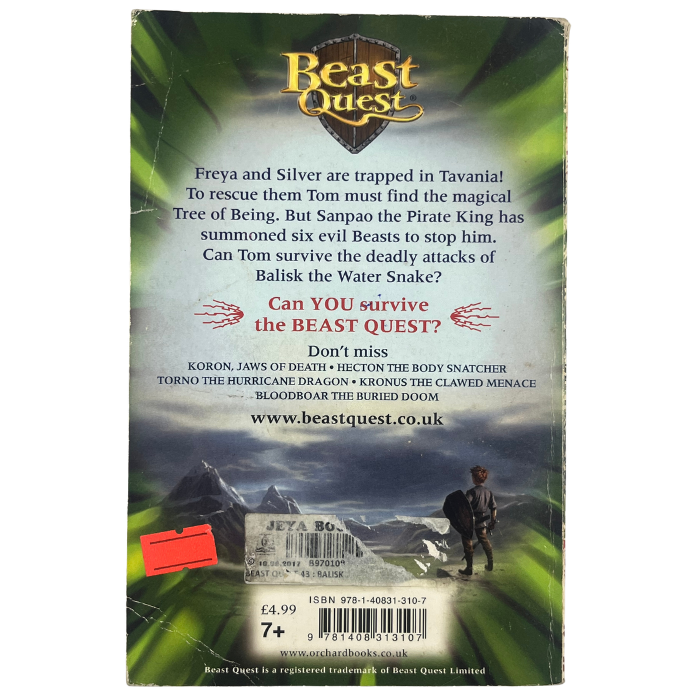 Beast
Quest®
Freya and Silver are trapped in Tavania!
To rescue them Tom must find the magical
Tree of Being. But Sanpao the Pirate King has
summoned six evil Beasts to stop him.
Can Tom survive the deadly attacks of
Balisk the Water Snake?
Can YOU survive
the BEAST QUEST?
Don't miss
KORON, JAWS OF DEATH • HECTON THE BODY SNATCHER
TORNO THE HURRICANE DRAGON • KRONUS THE CLAWED MENACE
BLOODBOAR THE BURIED DOOM
www.beastquest.co.uk
JEYA
B97010
BEAST 43 : BALISK
ISBN 978-1-40831-310-7
£4.99
7+
9 781408 313107
www.orchardbooks.co.uk
Beast Quest is a registered trademark of Beast Quest Limited